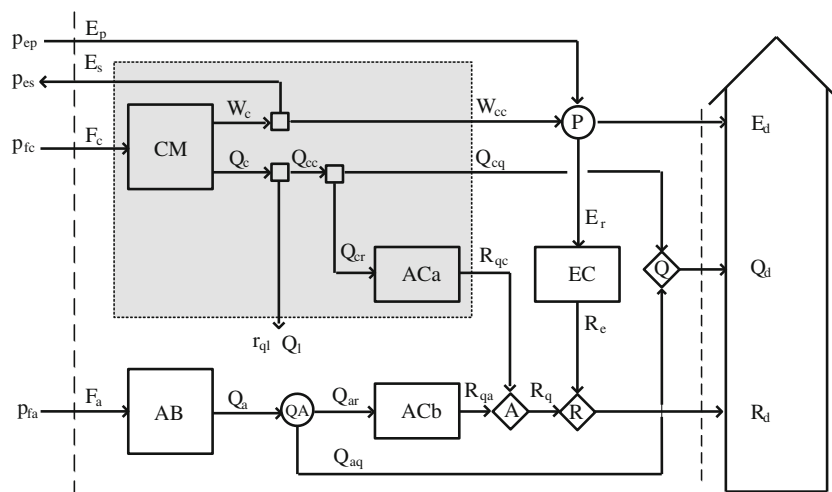 p_ep E_p
p_es E_s
W_c W_cc
p_fc F_c CM P E_d
Q_c Q_cc Q_cq
E_r
Q_cr ACa R_qc EC Q Q_d
r_ql Q_l R_e
p_fa F_a AB Q_a QA Q_ar ACb R_qa A R_q R R_d
Q_aq